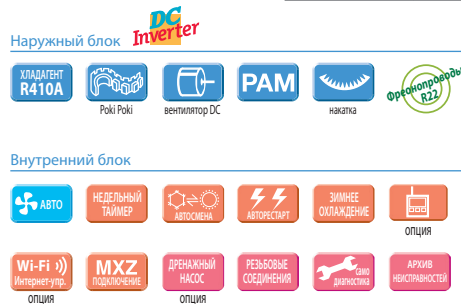 Наружный блок
DC
Inverter
ХЛАДАГЕНТ
R410A
PAM
Фреонопроводы
R22
Poki Poki
вентилятор DC
накатка
Внутренний блок
АВТО
НЕДЕЛЬНЫЙ
ТАЙМЕР
АВТОСМЕНА
АВТОРЕСТАРТ
ЗИМНЕЕ
ОХЛАЖДЕНИЕ
опция
Wi-Fi
Интернет-упр.
MXZ
ПОДКЛЮЧЕНИЕ
ДРЕНАЖНЫЙ
НАСОС
РЕЗЬБОВЫЕ
СОЕДИНЕНИЯ
само
диагностика
АРХИВ
НЕИСПРАВНОСТЕЙ
опция
опция